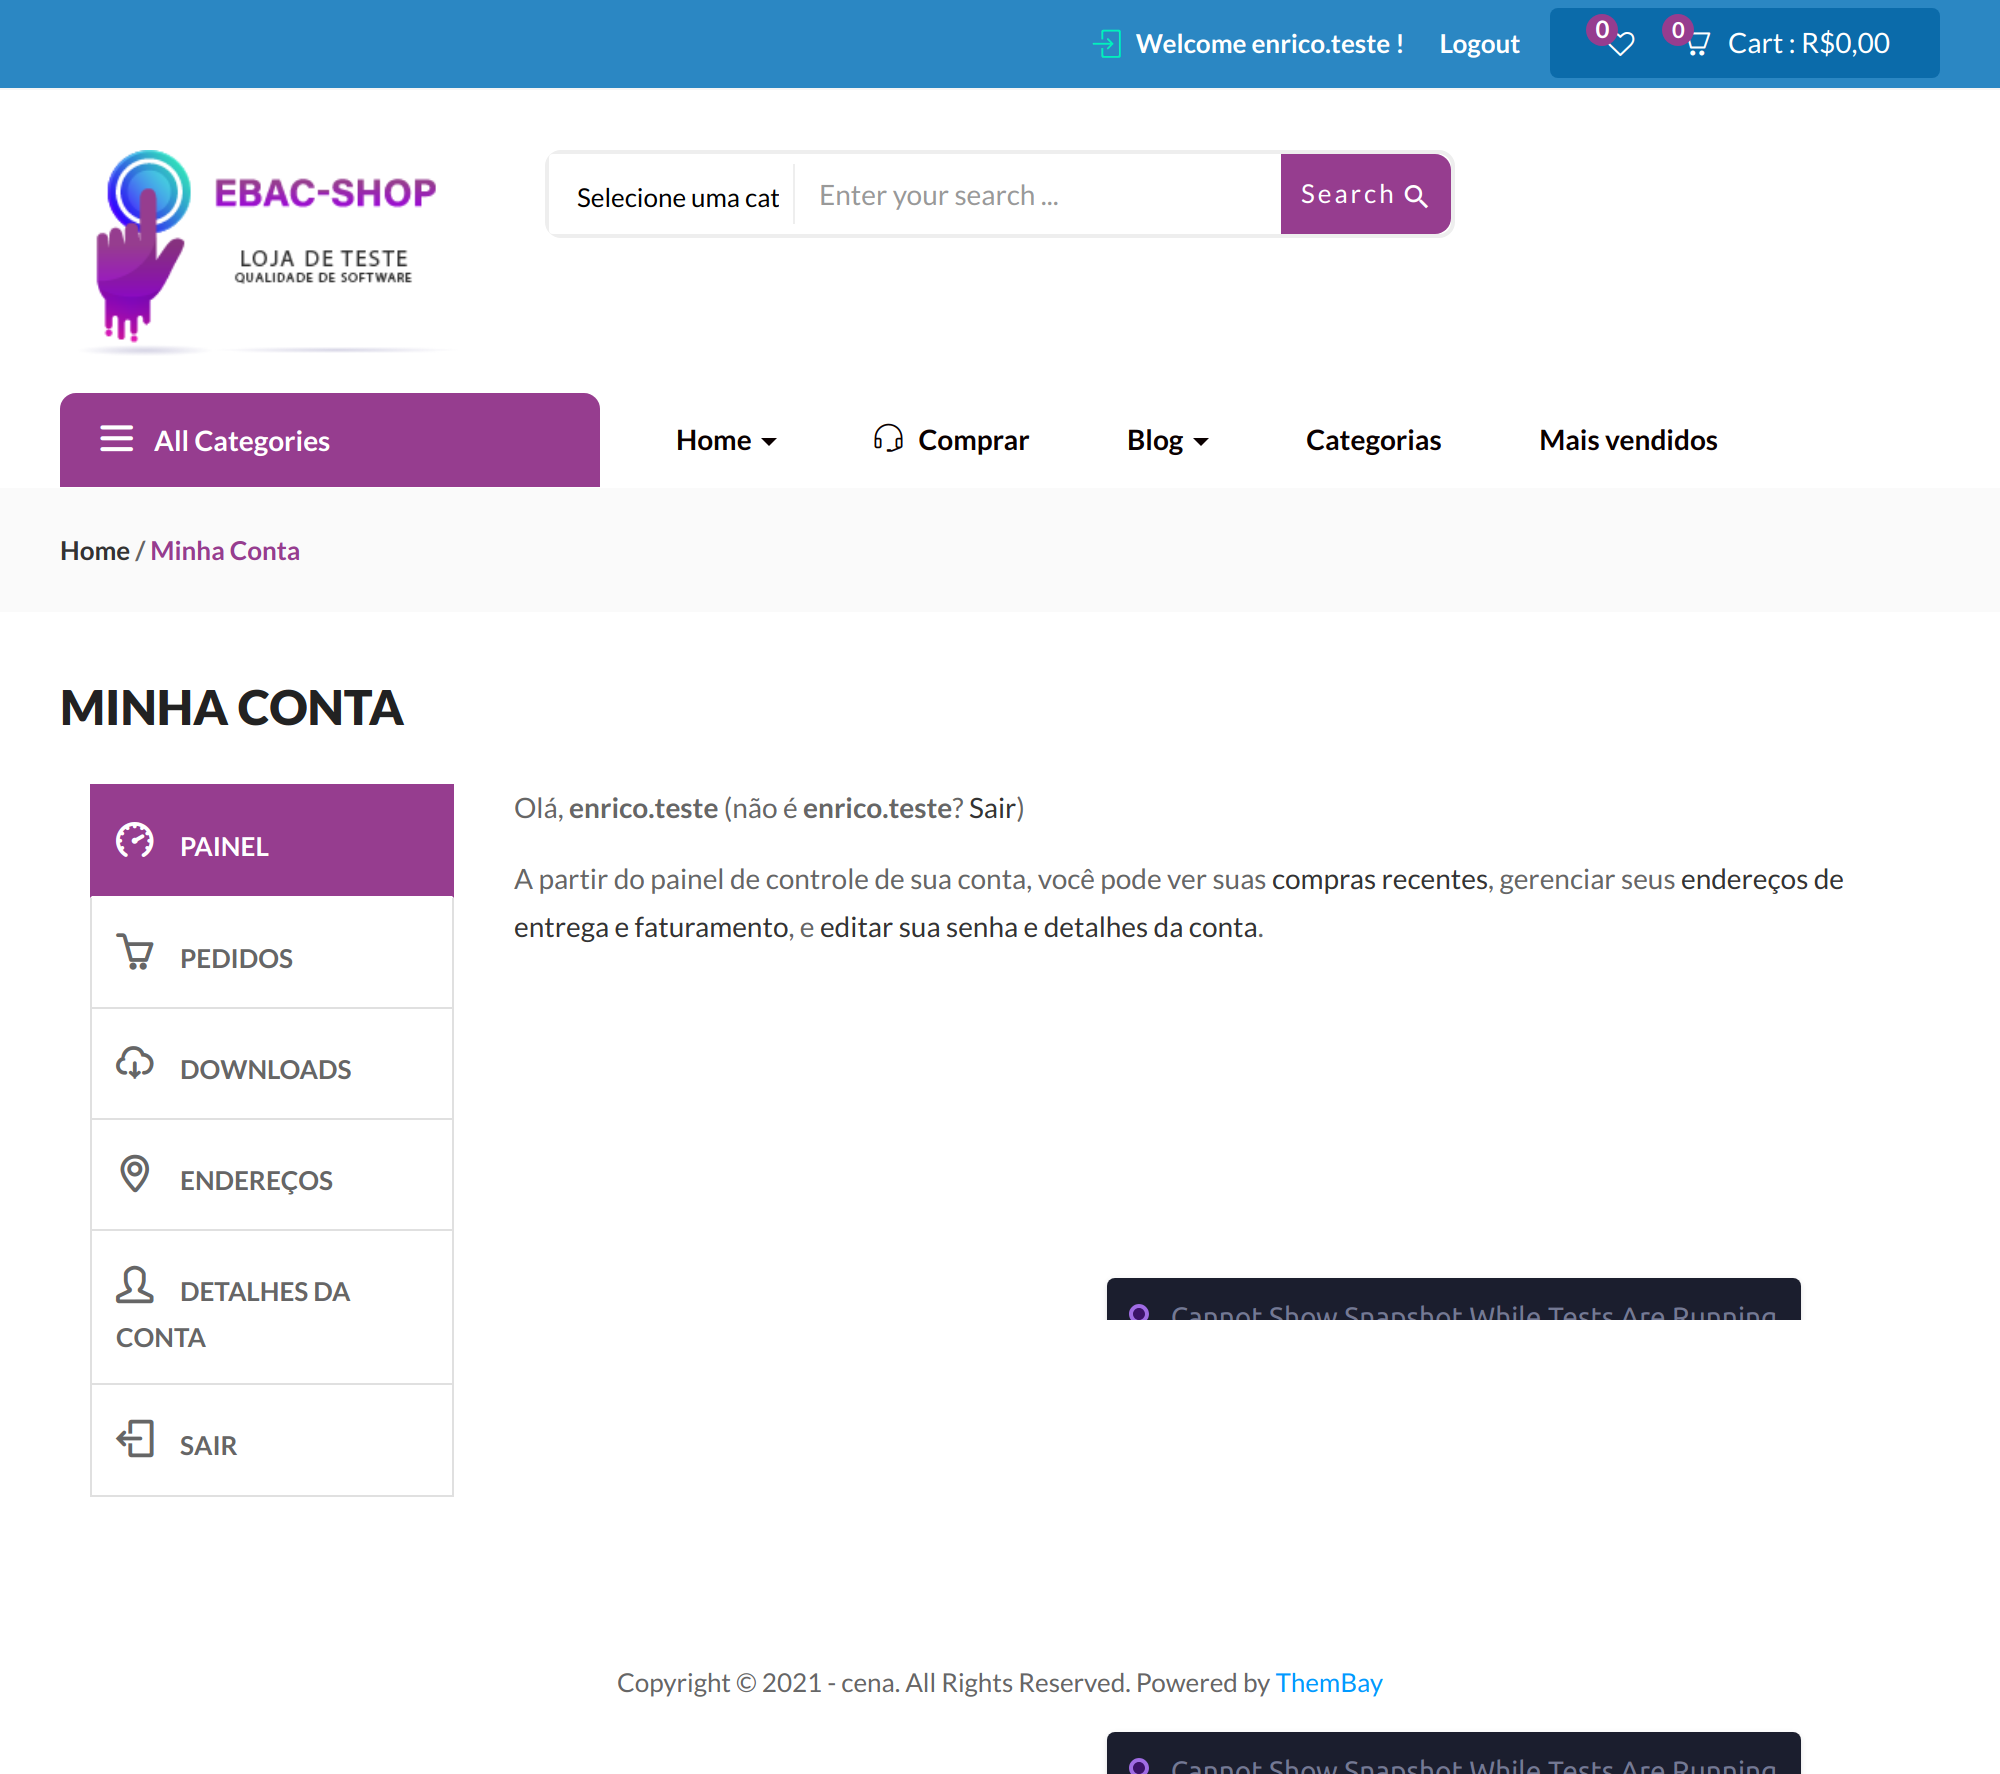 Welcome enrico.teste ! Logout 0 0 Cart : R$0,00
EBAC-SHOP
LOJA DE TESTE
QUALIDADE DE SOFTWARE
Selecione uma cat Enter your search ... Search
All Categories Home Comprar Blog Categorias Mais vendidos
Home / Minha Conta
MINHA CONTA
PAINEL
PEDIDOS
DOWNLOADS
ENDEREÇOS
DETALHES DA
CONTA
SAIR
Olá, enrico.teste (não é enrico.teste? Sair)
A partir do painel de controle de sua conta, você pode ver suas compras recentes, gerenciar seus endereços de
entrega e faturamento, e editar sua senha e detalhes da conta.
Cannot Show Snapshot While Tests Are Running
Copyright © 2021 - cena. All Rights Reserved. Powered by ThemBay
Cannot Show Snapshot While Tests Are Running